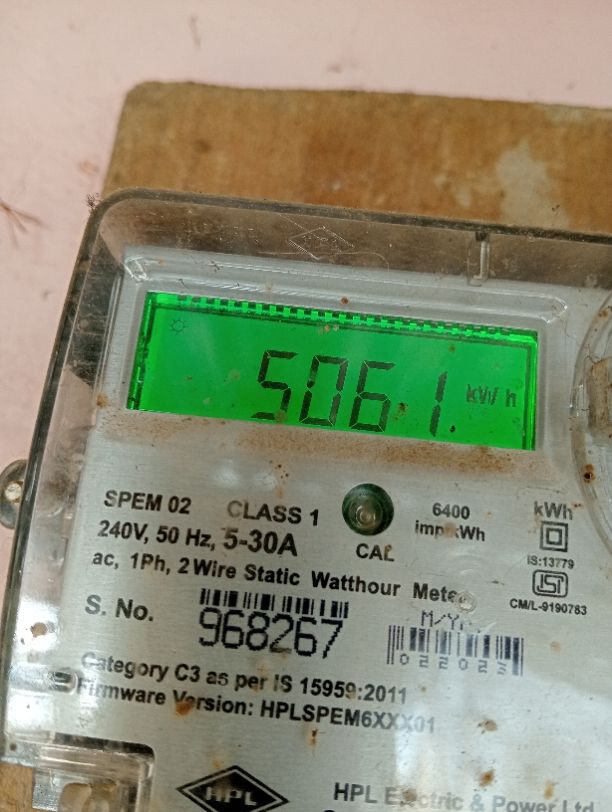 5061 kWh
SPEM 02 CLASS 1 6400 kWh
240V, 50 Hz, 5-30A CAL imp/kWh
IS:13779
ac, 1Ph, 2 Wire Static Watthour Meter
CM/L-9190783
S. No. 968267 M/Yr.
022023
Category C3 as per IS 15959:2011
Firmware Version: HPLSPEM6XXX01
HPL HPL Electric & Power Ltd